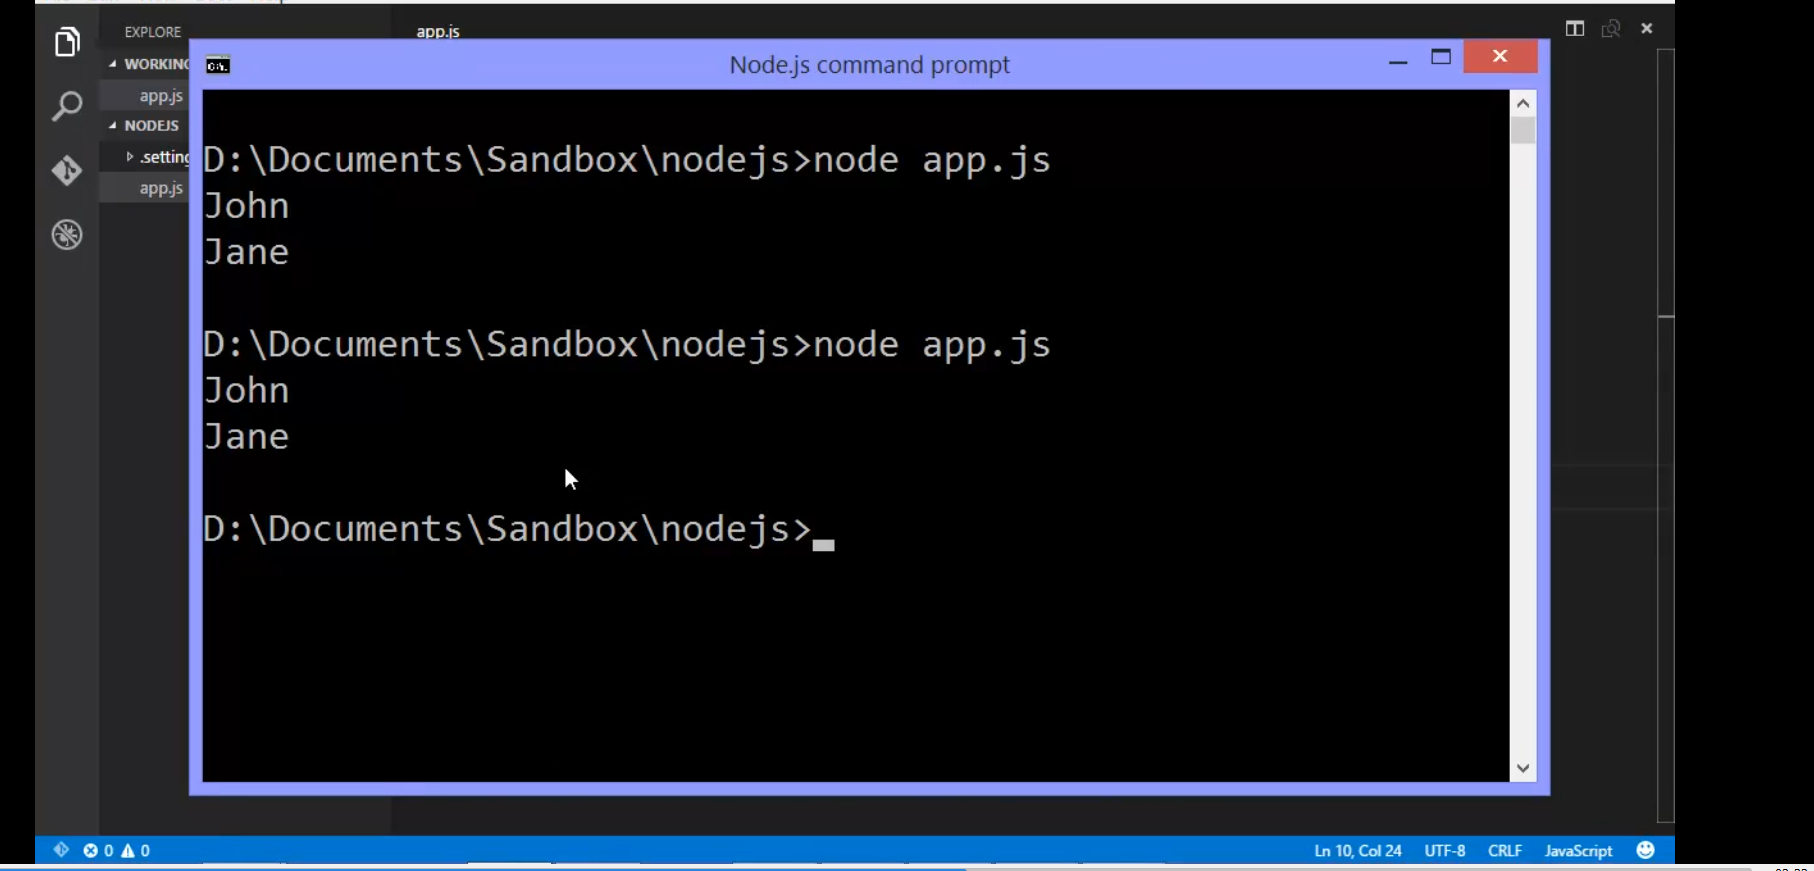 EXPLORE
app.js
WORKING
Node.js command prompt
app.js
NODEJS
.setting
app.js
D:\Documents\Sandbox\nodejs>node app.js
John
Jane
D:\Documents\Sandbox\nodejs>node app.js
John
Jane
D:\Documents\Sandbox\nodejs>
0 0
Ln 10, Col 24 UTF-8 CRLF JavaScript